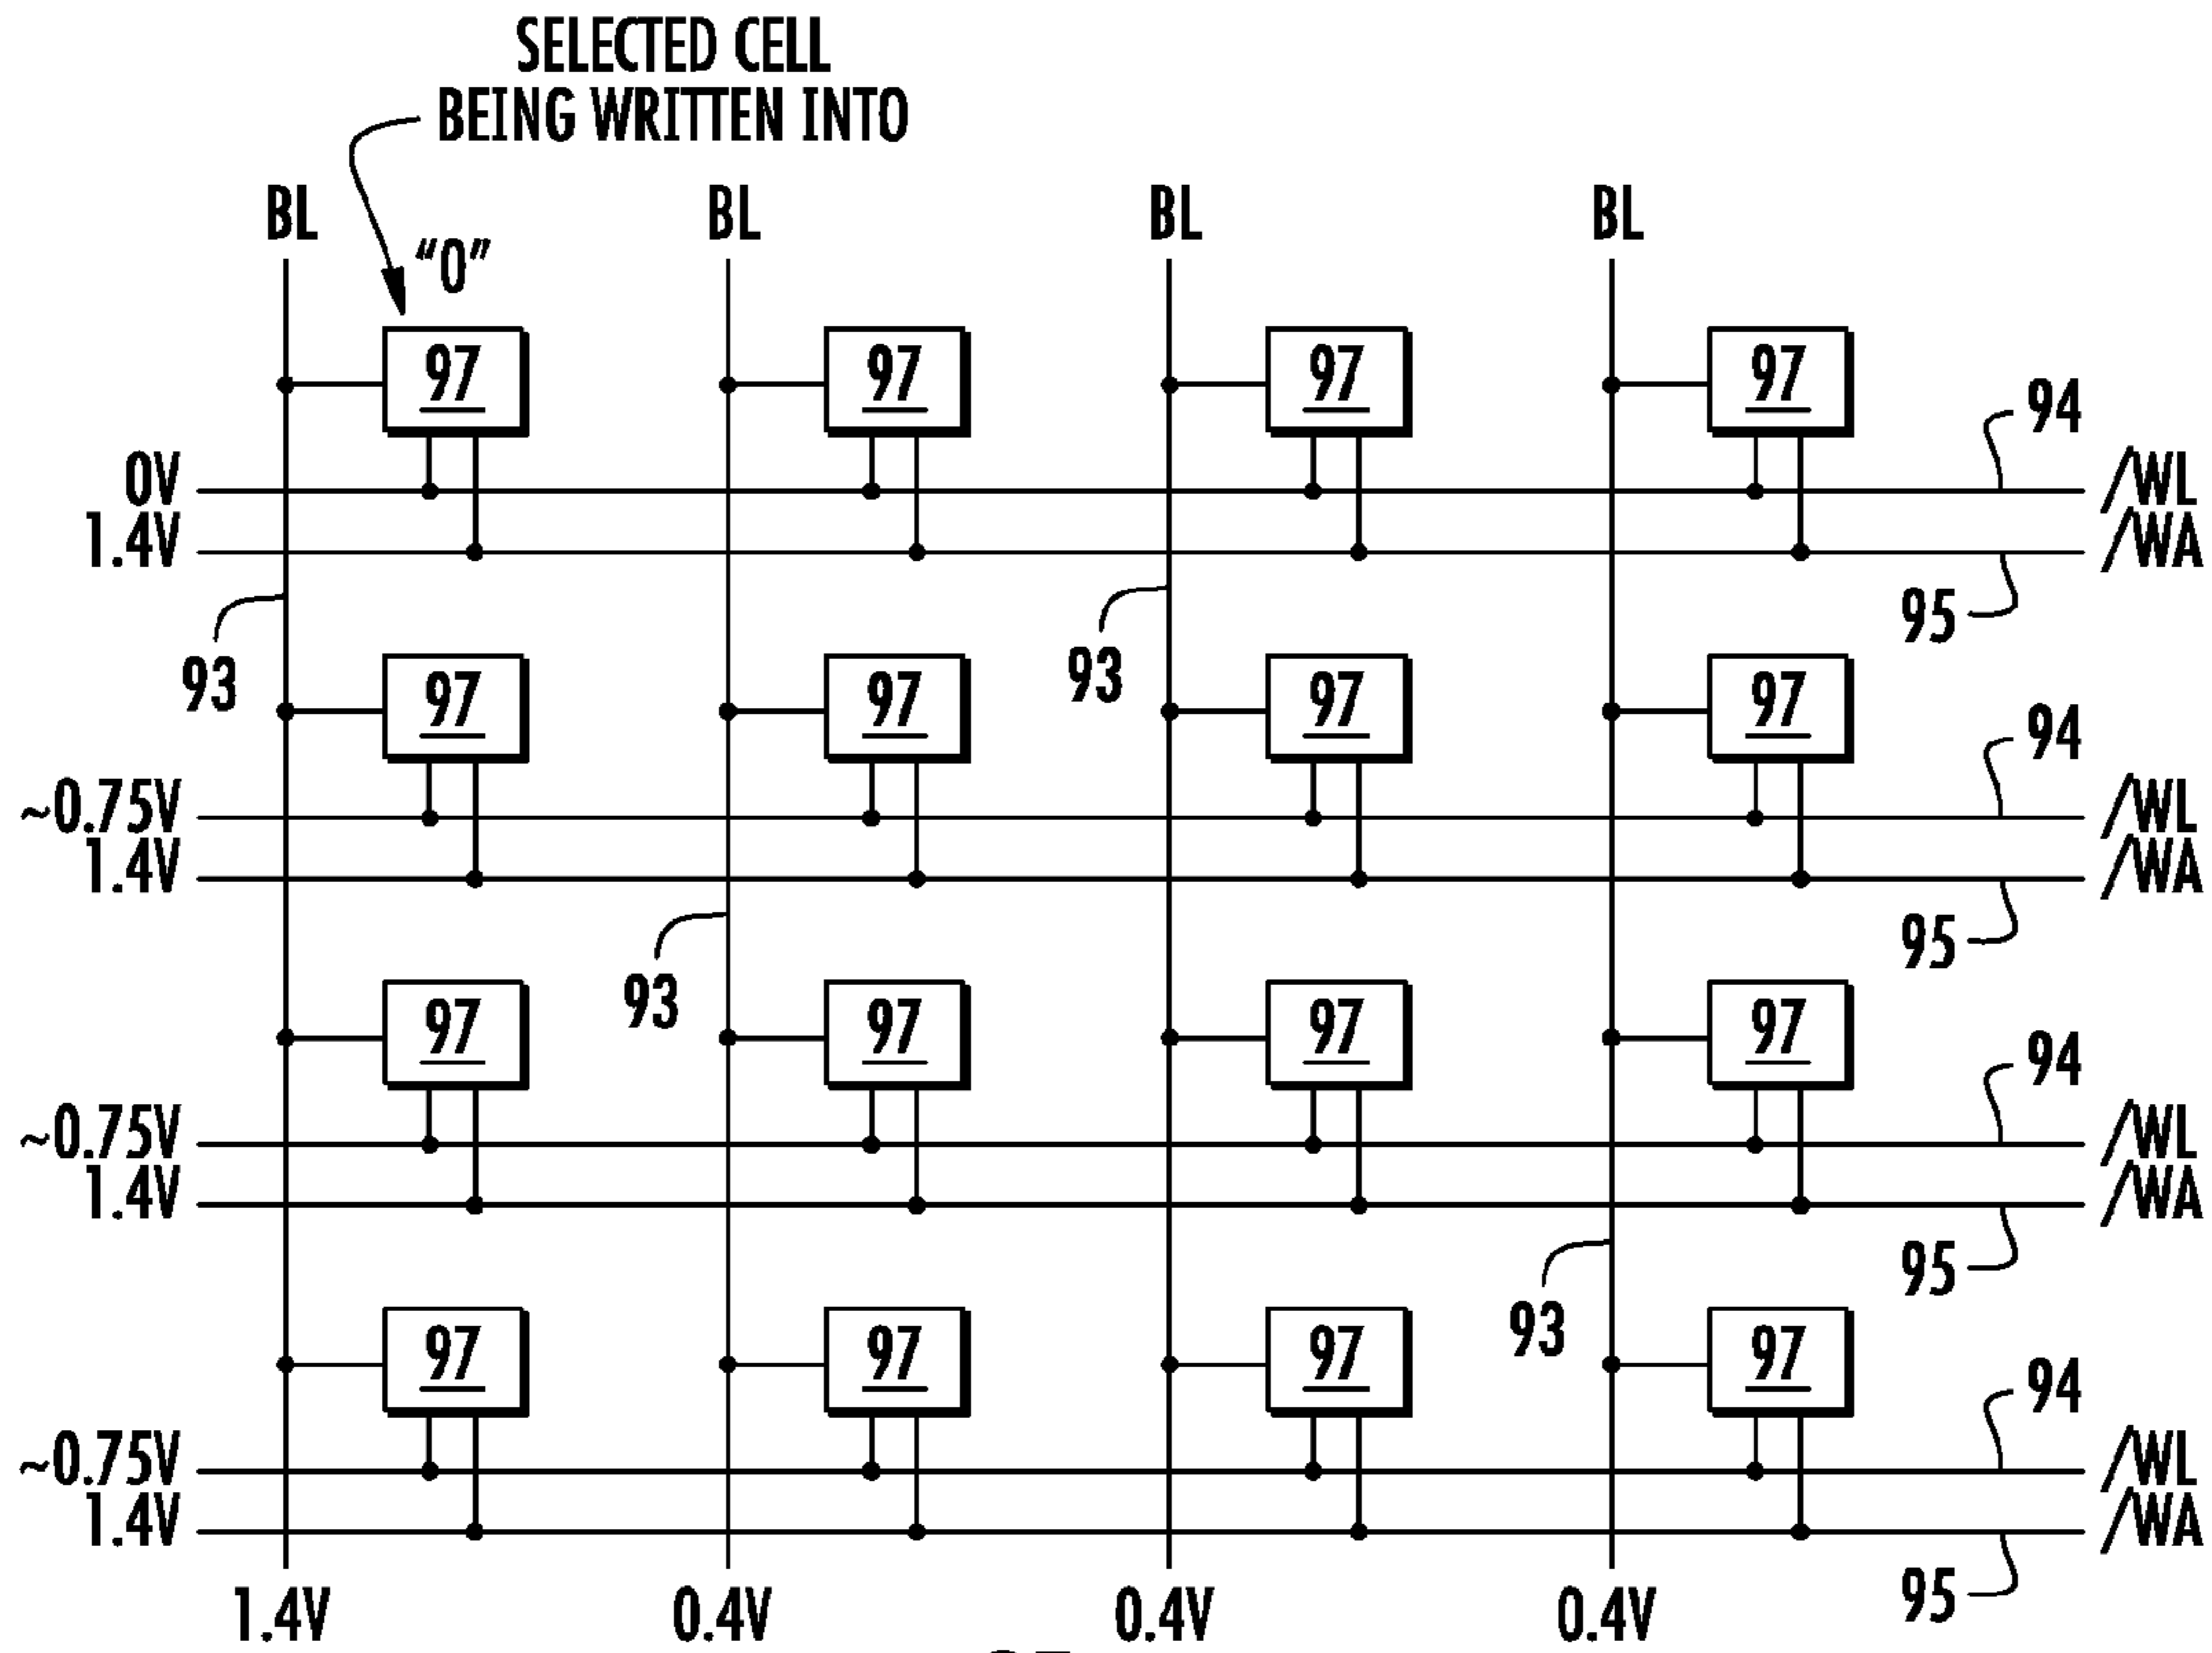 SELECTED CELL
BEING WRITTEN INTO
BL BL BL BL
"0"
97 97 97 97
94
0V /WL
1.4V /WA
95
93 93
97 97 97 97
94
~0.75V /WL
1.4V /WA
95
93
97 97 97 97
94
~0.75V /WL
1.4V /WA
95
93
97 97 97 97
94
~0.75V /WL
1.4V /WA
95
1.4V 0.4V 0.4V 0.4V